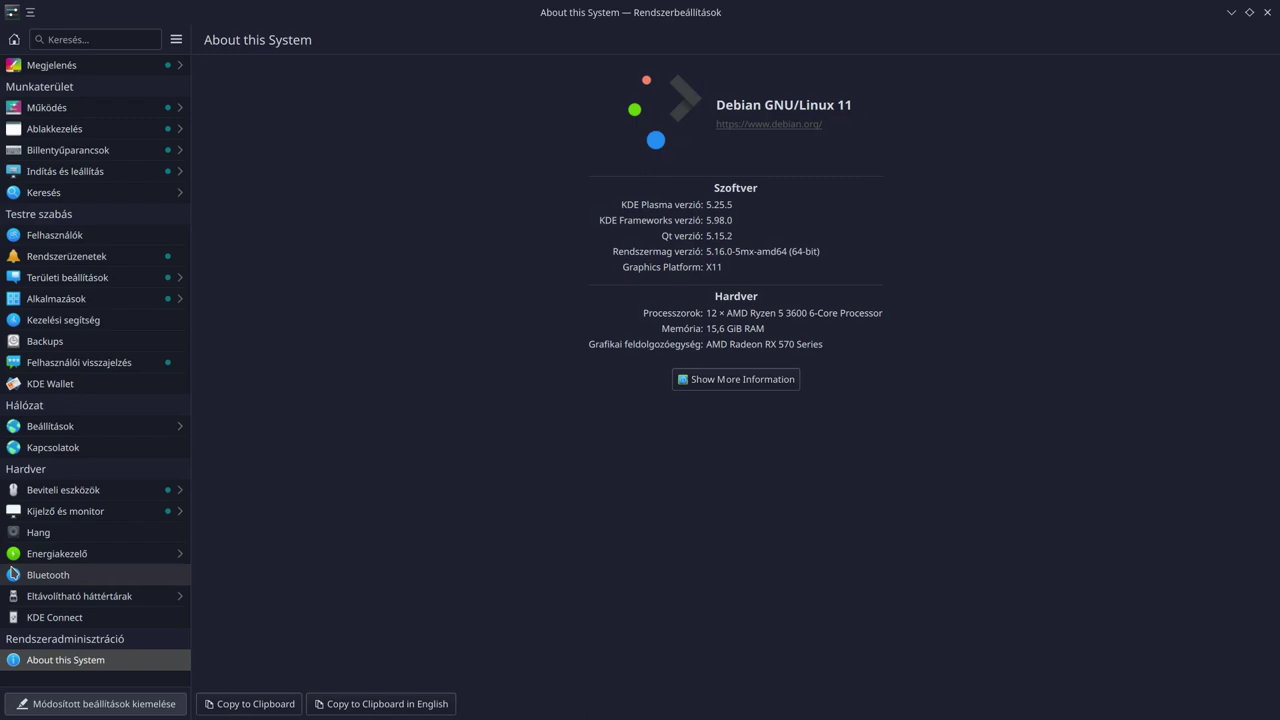 About this System — Rendszerbeállítások
Keresés...
About this System
Megjelenés
Munkaterület
Működés
Ablakkezelés
Billentyűparancsok
Indítás és leállítás
Keresés
Testre szabás
Felhasználók
Rendszerüzenetek
Területi beállítások
Alkalmazások
Kezelési segítség
Backups
Felhasználói visszajelzés
KDE Wallet
Hálózat
Beállítások
Kapcsolatok
Hardver
Beviteli eszközök
Kijelző és monitor
Hang
Energiakezelő
Bluetooth
Eltávolítható háttértárak
KDE Connect
Rendszeradminisztráció
About this System
Módosított beállítások kiemelése
Debian GNU/Linux 11
https://www.debian.org/
Szoftver
KDE Plasma verzió: 5.25.5
KDE Frameworks verzió: 5.98.0
Qt verzió: 5.15.2
Rendszermag verzió: 5.16.0-5mx-amd64 (64-bit)
Graphics Platform: X11
Hardver
Processzorok: 12 × AMD Ryzen 5 3600 6-Core Processor
Memória: 15,6 GiB RAM
Grafikai feldolgozóegység: AMD Radeon RX 570 Series
Show More Information
Copy to Clipboard
Copy to Clipboard in English